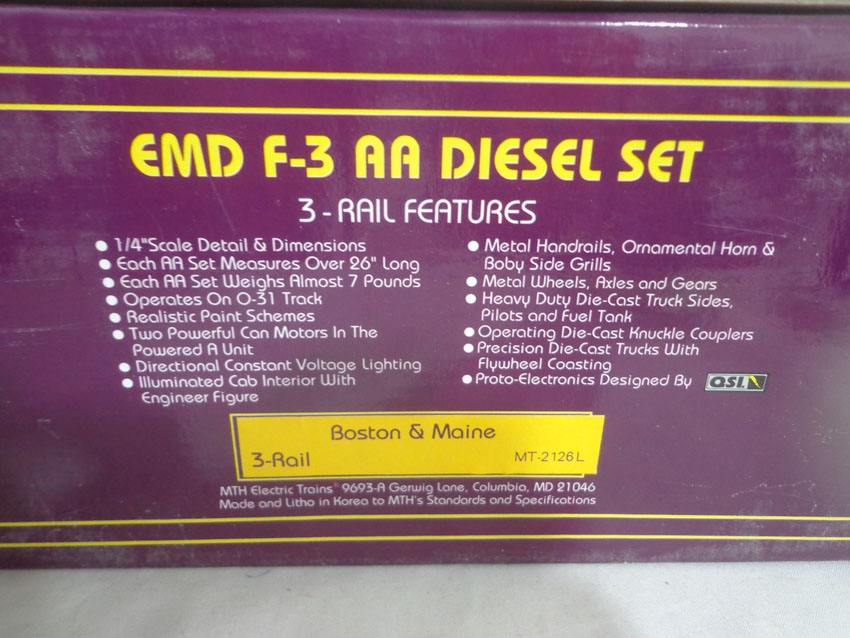 EMD F-3 AA DIESEL SET
3-RAIL FEATURES
● 1/4"Scale Detail & Dimensions
● Each AA Set Measures Over 26" Long
● Each AA Set Weighs Almost 7 Pounds
● Operates On O-31 Track
● Realistic Paint Schemes
● Two Powerful Can Motors In The
Powered A Unit
● Directional Constant Voltage Lighting
● Illuminated Cab Interior With
Engineer Figure
● Metal Handrails, Ornamental Horn &
Boby Side Grills
● Metal Wheels, Axles and Gears
● Heavy Duty Die-Cast Truck Sides,
Pilots and Fuel Tank
● Operating Die-Cast Knuckle Couplers
● Precision Die-Cast Trucks With
Flywheel Coasting
● Proto-Electronics Designed By QSI
Boston & Maine
3-Rail MT-2126L
MTH Electric Trains® 9693-A Gerwig Lane, Columbia, MD 21046
Made and Litho in Korea to MTH's Standards and Specifications